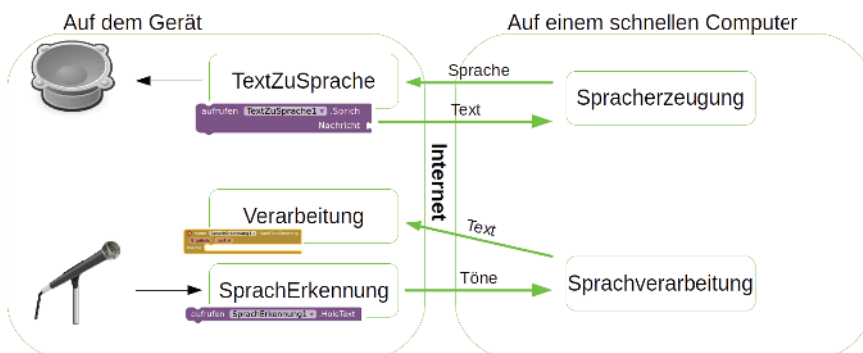 Auf dem Gerät
Auf einem schnellen Computer
TextZuSprache
aufrufen TextZuSprache1 .Sprich
Nachricht
Sprache
Text
Spracherzeugung
Internet
Verarbeitung
SprachErkennung1
Text
SprachErkennung
aufrufen SprachErkennung1 .HoleText
Töne
Sprachverarbeitung